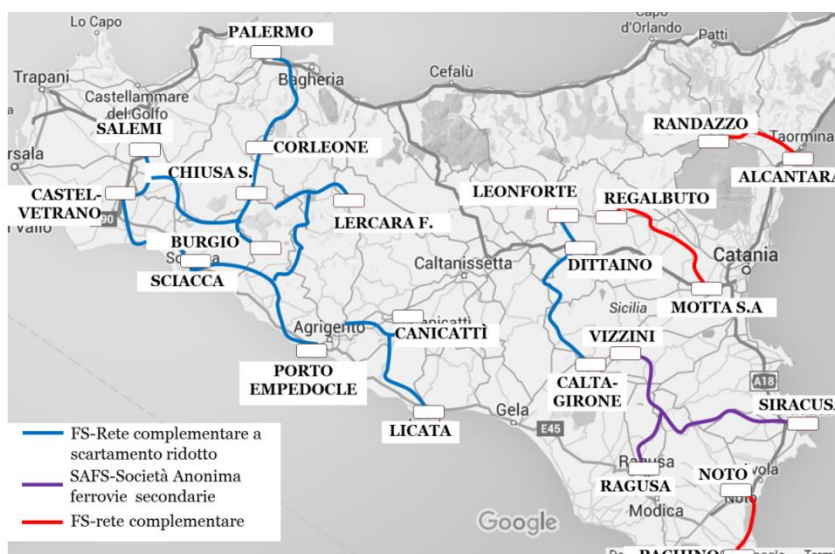 Lo Capo
PALERMO
Capo
d'Orlando
Patti
Trapani
Bagheria
Cefalù
Castellammare
del Golfo
SALEMI
RANDAZZO
Taormina
CORLEONE
ALCANTARA
CHIUSA S.
LEONFORTE
REGALBUTO
CASTEL-
VETRANO
LERCARA F.
BURGIO
DITTAINO
Catania
SCIACCA
Caltanissetta
MOTTA S.A
Sicilia
Agrigento
CANICATTÌ
VIZZINI
PORTO
EMPEDOCLE
CALTA-
GIRONE
A18
LICATA
Gela
E45
SIRACUSA
FS-Rete complementare a
scartamento ridotto
SAFS-Società Anonima
ferrovie secondarie
FS-rete complementare
Ragusa
RAGUSA
NOTO
Noto
Modica
Google
PACHINO